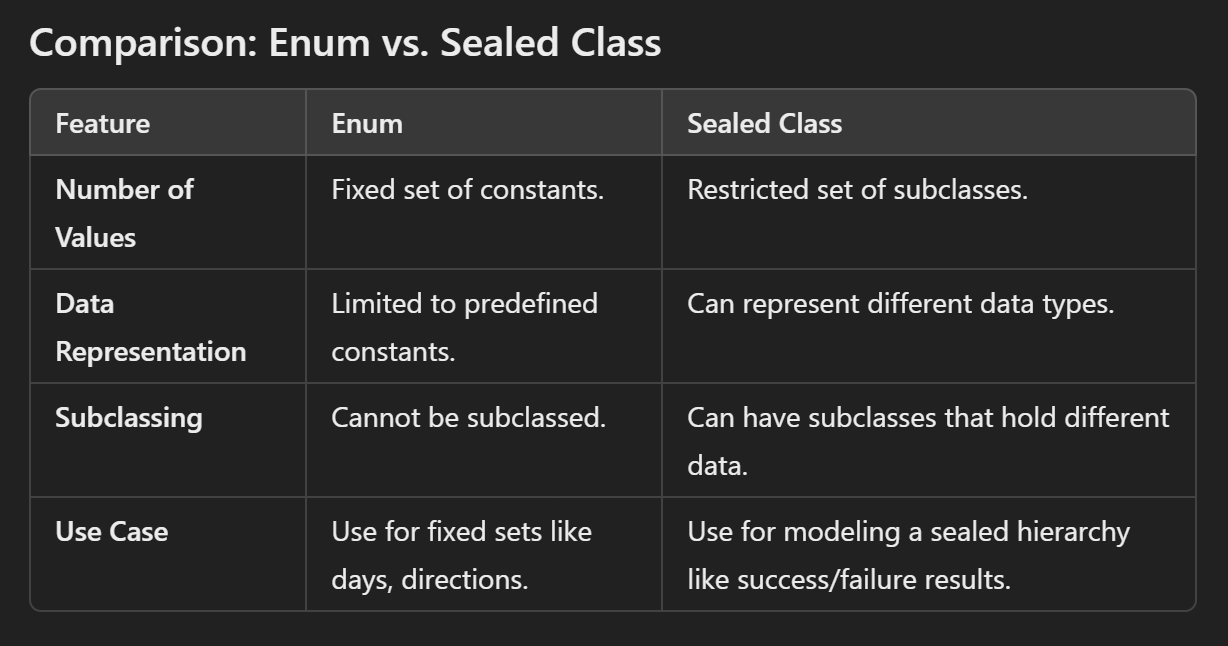 Comparison: Enum vs. Sealed Class
Feature Enum Sealed Class
Number of Values Fixed set of constants. Restricted set of subclasses.
Data Representation Limited to predefined constants. Can represent different data types.
Subclassing Cannot be subclassed. Can have subclasses that hold different data.
Use Case Use for fixed sets like days, directions. Use for modeling a sealed hierarchy like success/failure results.